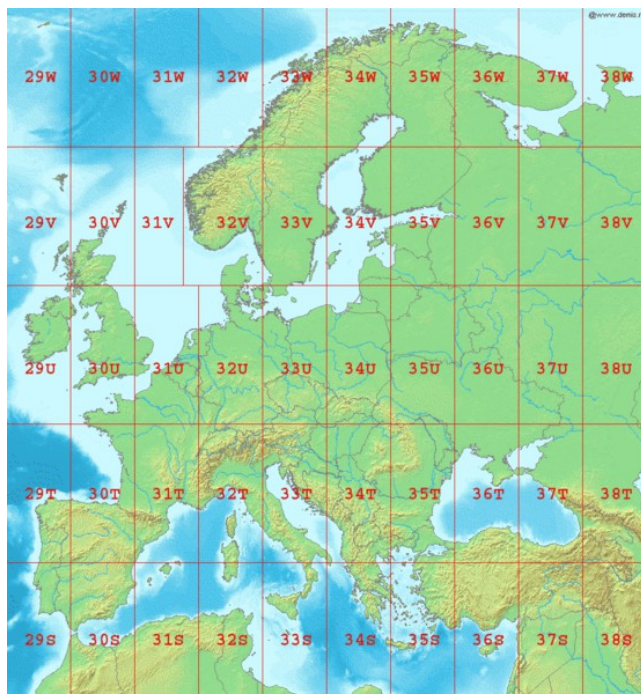 @www.demis.n
29W 30W 31W 32W 33W 34W 35W 36W 37W 38W
29V 30V 31V 32V 33V 34V 35V 36V 37V 38V
29U 30U 31U 32U 33U 34U 35U 36U 37U 38U
29T 30T 31T 32T 33T 34T 35T 36T 37T 38T
29S 30S 31S 32S 33S 34S 35S 36S 37S 38S